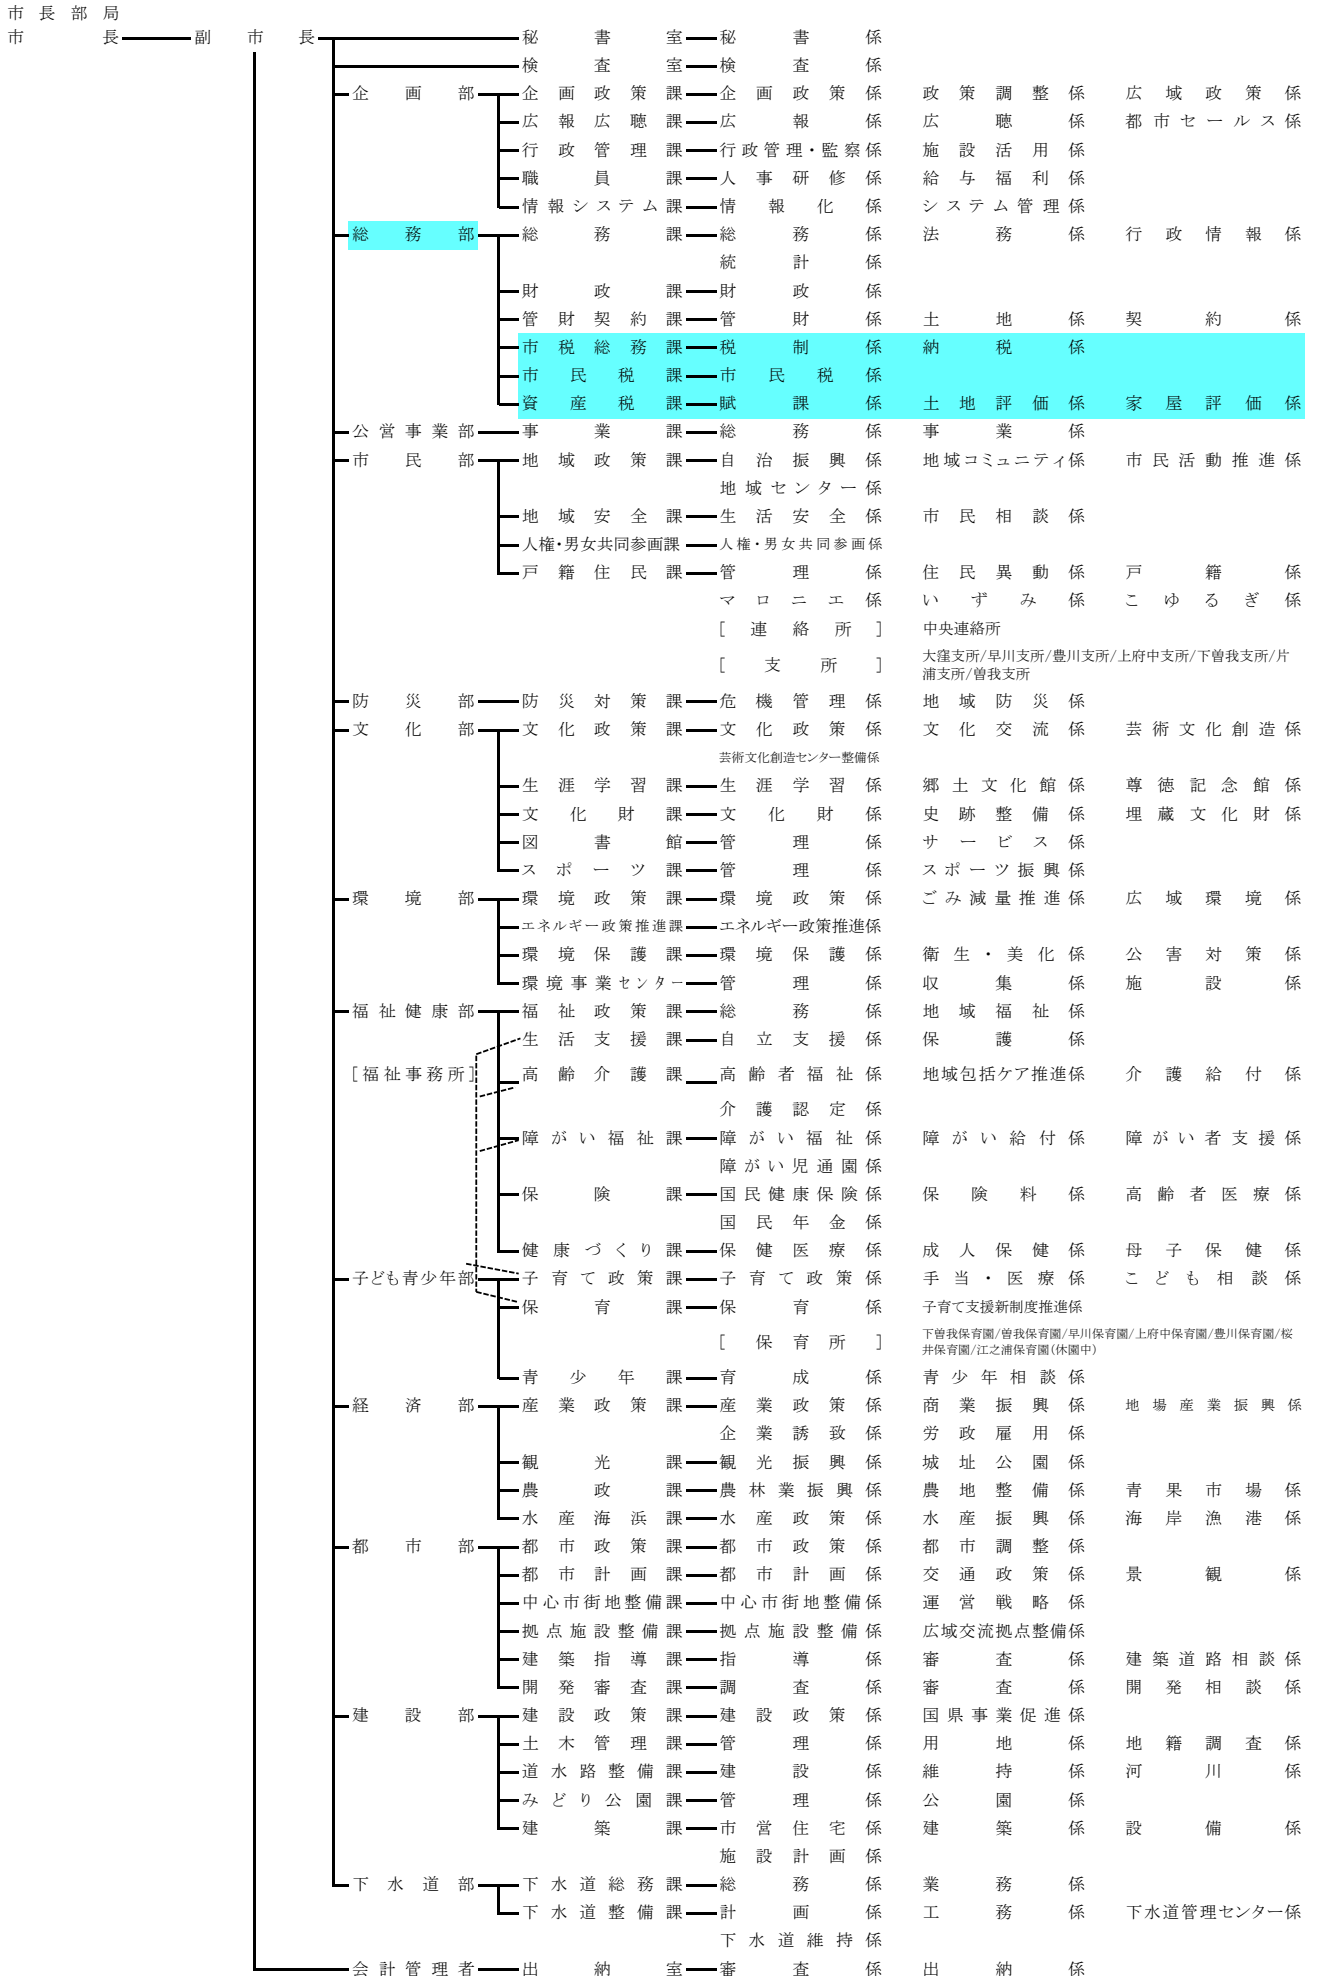 市長部局
市長 副市長 秘書室 秘書係
検査室 検査係
企画部 企画政策課 企画政策係 政策調整係 広域政策係
広報広聴課 広報係 広聴係 都市セールス係
行政管理課 行政管理・監察係 施設活用係
職員課 人事研修係 給与福利係
情報システム課 情報化係 システム管理係
総務部 総務課 総務係 法務係 行政情報係
統計係
財政課 財政係
管財契約課 管財係 土地係 契約係
市税総務課 税制係 納税係
市民税課 市民税係
資産税課 賦課係 土地評価係 家屋評価係
公営事業部 事業課 総務係 事業係
市民部 地域政策課 自治振興係 地域コミュニティ係 市民活動推進係
地域センター係
地域安全課 生活安全係 市民相談係
人権・男女共同参画課 人権・男女共同参画係
戸籍住民課 管理係 住民異動係 戸籍係
マロニエ係 いずみ係 こゆるぎ係
[連絡所] 中央連絡所
[支所] 大窪支所/早川支所/豊川支所/上府中支所/下曽我支所/片
浦支所/曽我支所
防災部 防災対策課 危機管理係 地域防災係
文化部 文化政策課 文化政策係 文化交流係 芸術文化創造係
芸術文化創造センター整備係
生涯学習課 生涯学習係 郷土文化館係 尊徳記念館係
文化財課 文化財係 史跡整備係 埋蔵文化財係
図書館 管理係 サービス係
スポーツ課 管理係 スポーツ振興係
環境部 環境政策課 環境政策係 ごみ減量推進係 広域環境係
エネルギー政策推進課 エネルギー政策推進係
環境保護課 環境保護係 衛生・美化係 公害対策係
環境事業センター 管理係 収集係 施設係
福祉健康部 福祉政策課 総務係 地域福祉係
生活支援課 自立支援係 保護係
[福祉事務所] 高齢介護課 高齢者福祉係 地域包括ケア推進係 介護給付係
介護認定係
障がい福祉課 障がい福祉係 障がい給付係 障がい者支援係
障がい児通園係
保険課 国民健康保険係 保険料係 高齢者医療係
国民年金係
健康づくり課 保健医療係 成人保健係 母子保健係
子ども青少年部 子育て政策課 子育て政策係 手当・医療係 こども相談係
保育課 保育係 子育て支援新制度推進係
[保育所] 下曽我保育園/曽我保育園/早川保育園/上府中保育園/豊川保育園/桜
井保育園/江之浦保育園(休園中)
青少年課 育成係 青少年相談係
経済部 産業政策課 産業政策係 商業振興係 地場産業振興係
企業誘致係 労政雇用係
観光課 観光振興係 城址公園係
農政課 農林業振興係 農地整備係 青果市場係
水産海浜課 水産政策係 水産振興係 海岸漁港係
都市部 都市政策課 都市政策係 都市調整係
都市計画課 都市計画係 交通政策係 景観係
中心市街地整備課 中心市街地整備係 運営戦略係
拠点施設整備課 拠点施設整備係 広域交流拠点整備係
建築指導課 指導係 審査係 建築道路相談係
開発審査課 調査係 審査係 開発相談係
建設部 建設政策課 建設政策係 国県事業促進係
土木管理課 管理係 用地係 地籍調査係
道水路整備課 建設係 維持係 河川係
みどり公園課 管理係 公園係
建築課 市営住宅係 建築係 設備係
施設計画係
下水道部 下水道総務課 総務係 業務係
下水道整備課 計画係 工務係 下水道管理センター係
下水道維持係
会計管理者 出納室 審査係 出納係